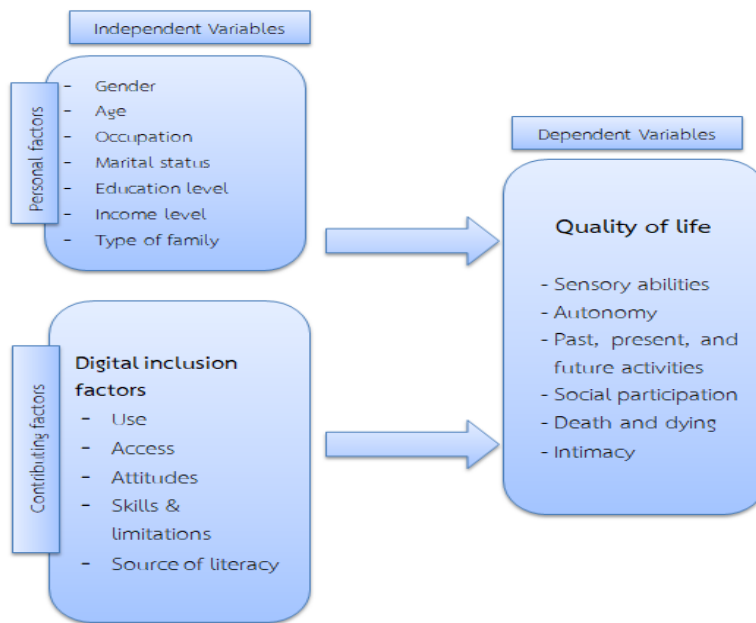 Independent Variables
Personal factors
- Gender
- Age
- Occupation
- Marital status
- Education level
- Income level
- Type of family
Contributing factors
Digital inclusion
factors
- Use
- Access
- Attitudes
- Skills &
limitations
- Source of literacy
Dependent Variables
Quality of life
- Sensory abilities
- Autonomy
- Past, present, and
future activities
- Social participation
- Death and dying
- Intimacy